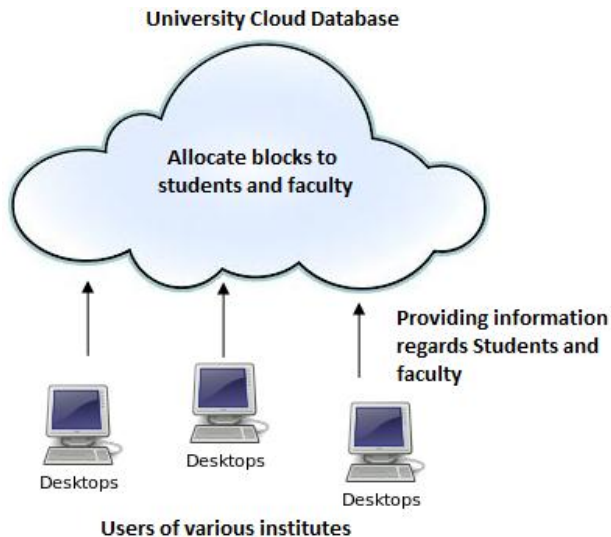 University Cloud Database
Allocate blocks to
students and faculty
Providing information
regards Students and
faculty
Desktops
Desktops
Desktops
Users of various institutes